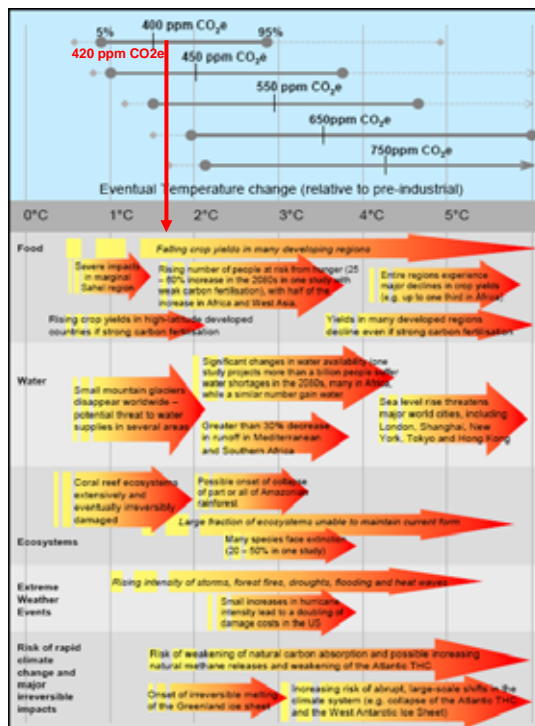 400 ppm CO₂e
5%
95%
420 ppm CO2e
450 ppm CO₂e
550 ppm CO₂e
650ppm CO₂e
750ppm CO₂e
Eventual Temperature change (relative to pre-industrial)
0°C 1°C 2°C 3°C 4°C 5°C
Food
Falling crop yields in many developing regions
Severe impacts
in marginal
Sahel region
Rising number of people at risk from hunger (25
– 60% increase in the 2080s in one study with
weak carbon fertilisation), with half of the
increase in Africa and West Asia.
Entire regions experience
major declines in crop yields
(e.g. up to one third in Africa)
Rising crop yields in high-latitude developed
countries if strong carbon fertilisation
Yields in many developed regions
decline even if strong carbon fertilisation
Water
Significant changes in water availability (one
study projects more than a billion people suffer
water shortages in the 2080s, many in Africa,
while a similar number gain water
Small mountain glaciers
disappear worldwide –
potential threat to water
supplies in several areas
Greater than 30% decrease
in runoff in Mediterranean
and Southern Africa
Sea level rise threatens
major world cities, including
London, Shanghai, New
York, Tokyo and Hong Kong
Coral reef ecosystems
extensively and
eventually irreversibly
damaged
Possible onset of collapse
of part or all of Amazonian
rainforest
Large fraction of ecosystems unable to maintain current form
Ecosystems
Many species face extinction
(20 – 50% in one study)
Extreme
Weather
Events
Rising intensity of storms, forest fires, droughts, flooding and heat waves
Small increases in hurricane
intensity lead to a doubling of
damage costs in the US
Risk of rapid
climate
change and
major
irreversible
impacts
Risk of weakening of natural carbon absorption and possible increasing
natural methane releases and weakening of the Atlantic THC
Onset of irreversible melting
of the Greenland ice sheet
Increasing risk of abrupt, large-scale shifts in the
climate system (e.g. collapse of the Atlantic THC
and the West Antarctic Ice Sheet)